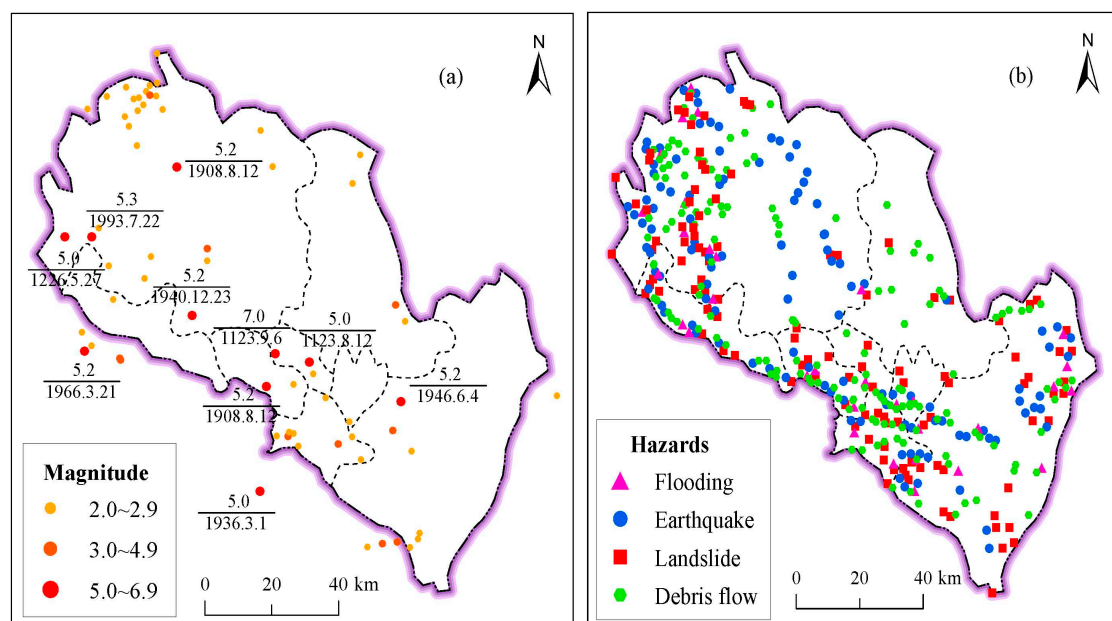 N
(a)
5.2
1908.8.12
5.3
1993.7.22
5.0
1226.5.27
5.2
1940.12.23
7.0
1123.9.6
5.0
1123.8.12
5.2
1966.3.21
5.2
1908.8.12
5.2
1946.6.4
5.0
1936.3.1
Magnitude
2.0~2.9
3.0~4.9
5.0~6.9
0 20 40 km
N
(b)
Hazards
Flooding
Earthquake
Landslide
Debris flow
0 20 40 km